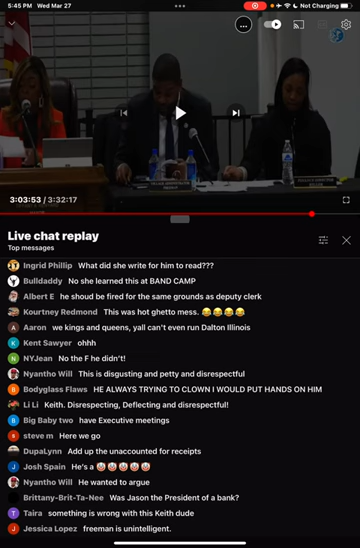 5:45 PM Wed Mar 27
Not Charging
3:03:53 / 3:32:17
Live chat replay
Top messages
Ingrid Phillip What did she write for him to read???
Bulldaddy No she learned this at BAND CAMP
Albert E he shoud be fired for the same grounds as deputy clerk
Kourtney Redmond This was hot ghetto mess. 😂😂😂😂
Aaron we kings and queens, yall can't even run Dalton Illinois
Kent Sawyer ohhh
NYJean No the F he didn't!
Nyantho Will This is disgusting and petty and disrespectful
Bodyglass Flaws HE ALWAYS TRYING TO CLOWN I WOULD PUT HANDS ON HIM
Li Li Keith. Disrespecting, Deflecting and disrespectful!
Big Baby two have Executive meetings
steve m Here we go
DupaLynn Add up the unaccounted for receipts
Josh Spain He's a 🤡🤡🤡🤡🤡
Nyantho Will He wanted to argue
Brittany-Brit-Ta-Nee Was Jason the President of a bank?
Taira something is wrong with this Keith dude
Jessica Lopez freeman is unintelligent.